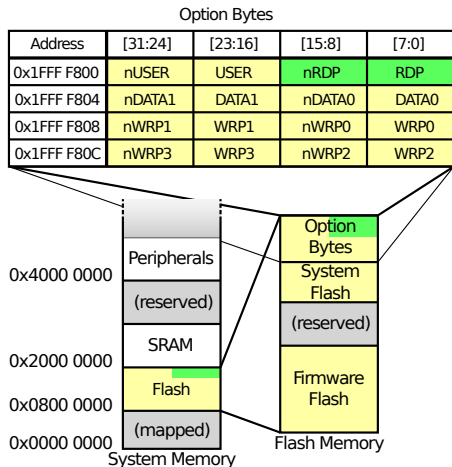 Option Bytes
Address [31:24] [23:16] [15:8] [7:0]
0x1FFF F800 nUSER USER nRDP RDP
0x1FFF F804 nDATA1 DATA1 nDATA0 DATA0
0x1FFF F808 nWRP1 WRP1 nWRP0 WRP0
0x1FFF F80C nWRP3 WRP3 nWRP2 WRP2
Option
Bytes
Peripherals
System
Flash
0x4000 0000
(reserved)
(reserved)
SRAM
0x2000 0000
Flash
Firmware
Flash
0x0800 0000
(mapped)
0x0000 0000
System Memory
Flash Memory